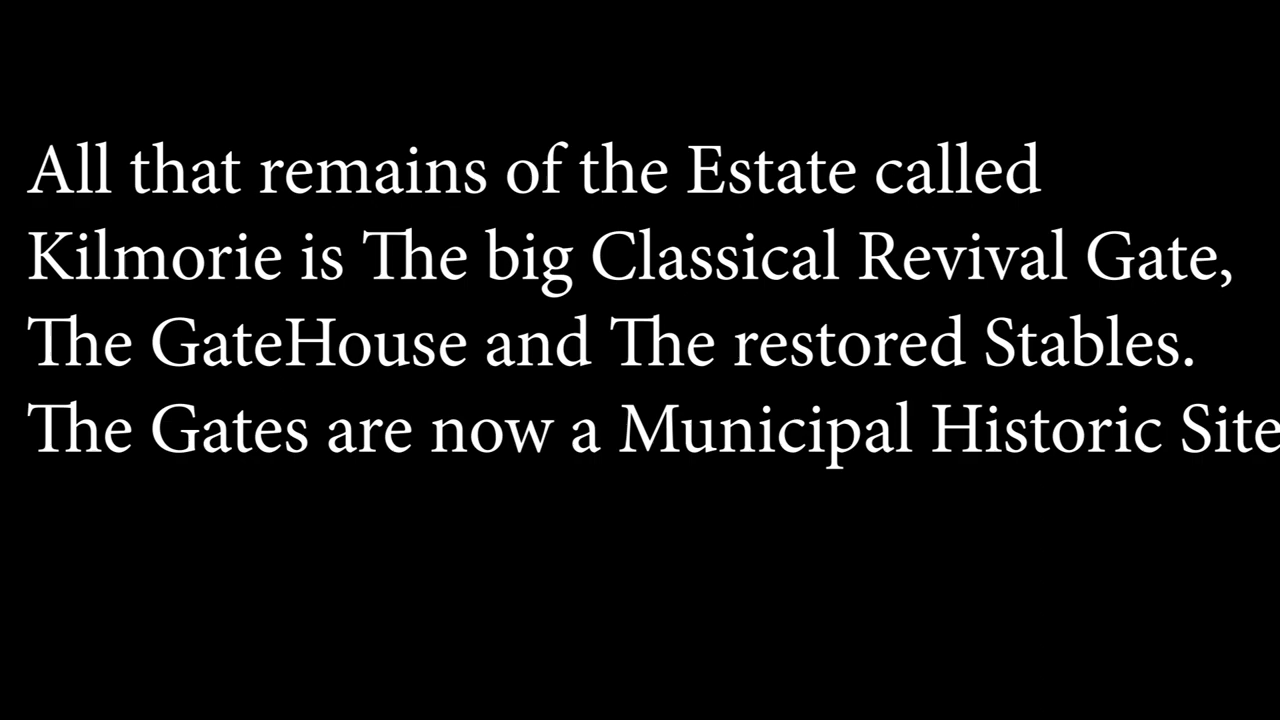 All that remains of the Estate called
Kilmorie is The big Classical Revival Gate,
The GateHouse and The restored Stables.
The Gates are now a Municipal Historic Site